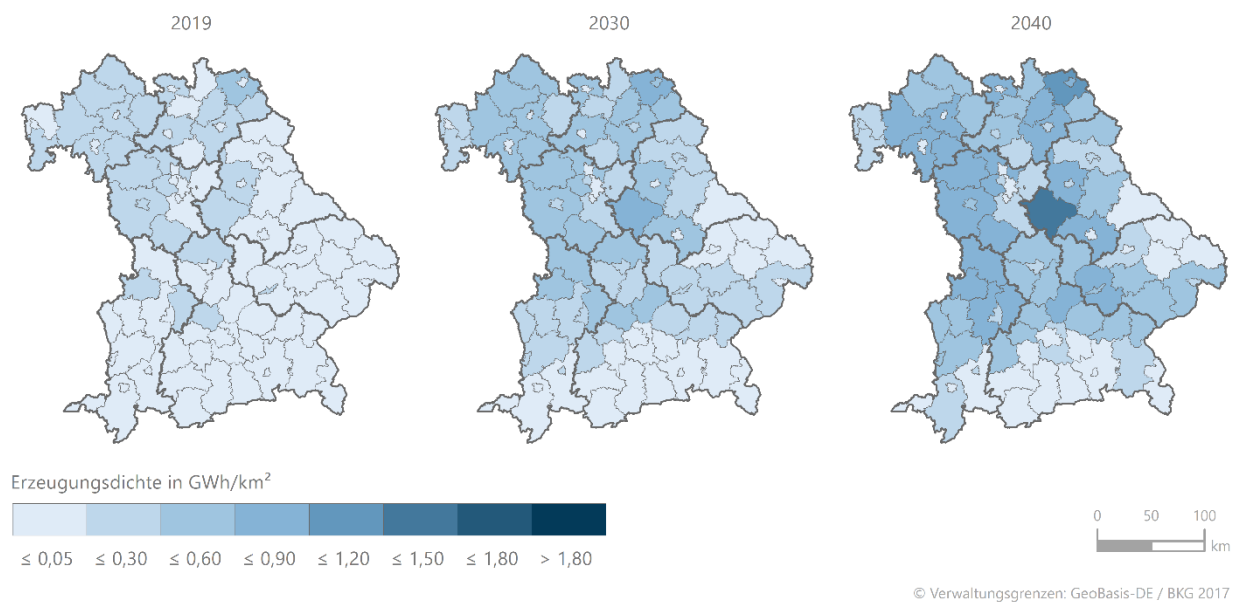 2019 2030 2040
Erzeugungsdichte in GWh/km²
≤ 0,05 ≤ 0,30 ≤ 0,60 ≤ 0,90 ≤ 1,20 ≤ 1,50 ≤ 1,80 > 1,80
0 50 100
km
© Verwaltungsgrenzen: GeoBasis-DE / BKG 2017